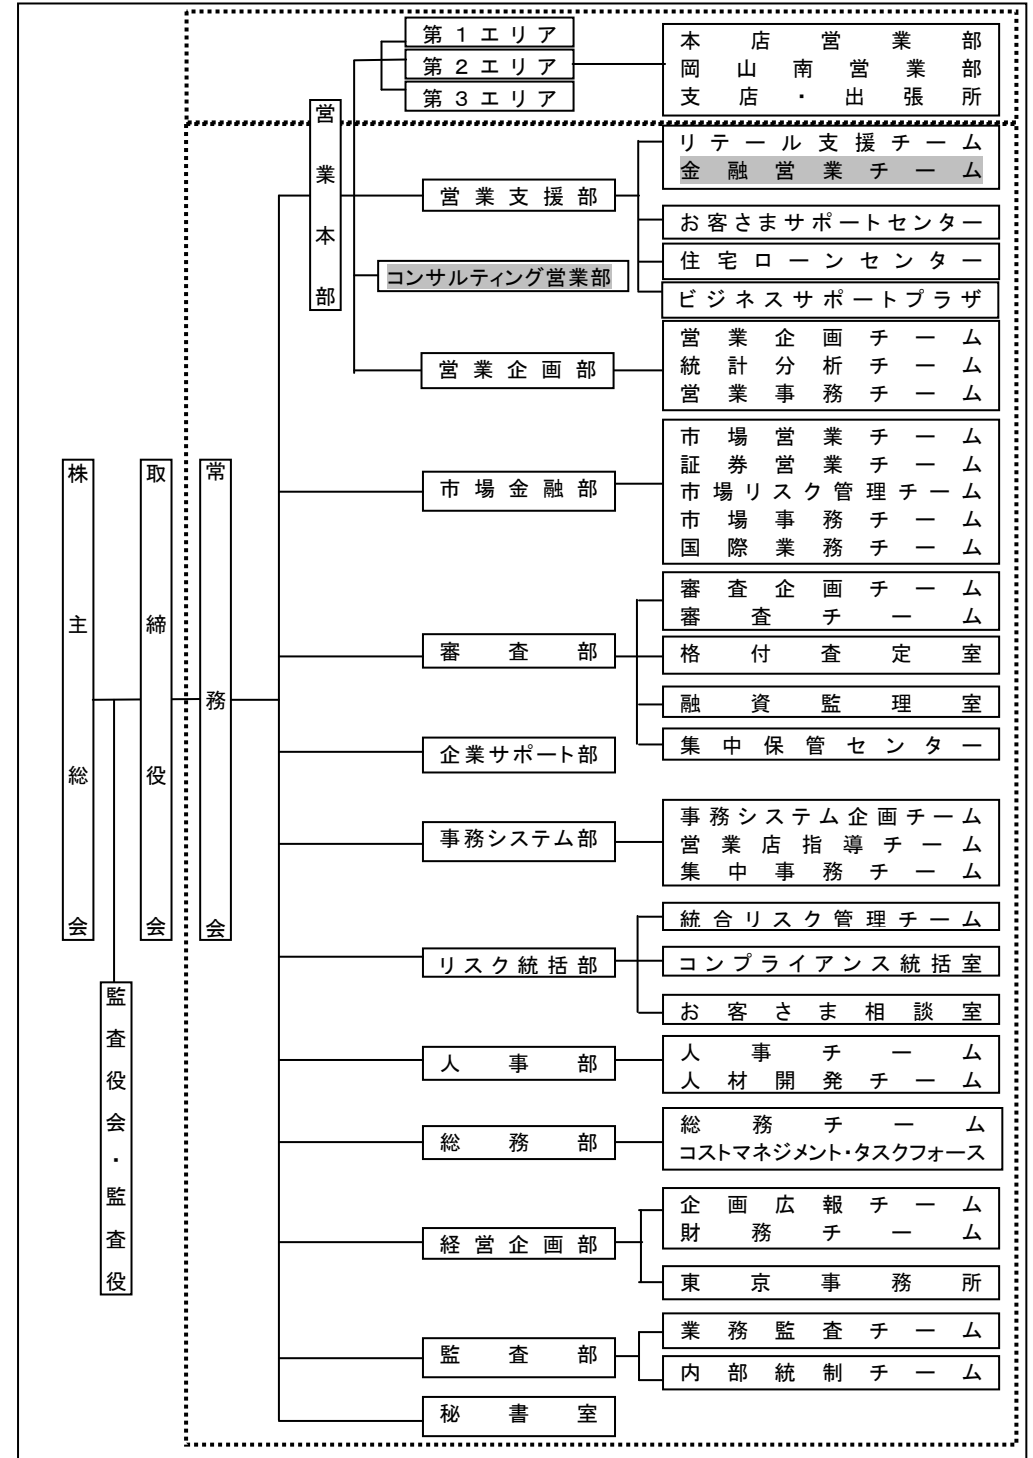 第１エリア
第２エリア
第３エリア
本店営業部
岡山南営業部
支店・出張所
営業本部
リテール支援チーム
金融営業チーム
営業支援部
お客さまサポートセンター
住宅ローンセンター
コンサルティング営業部
ビジネスサポートプラザ
営業企画チーム
統計分析チーム
営業事務チーム
営業企画部
市場営業チーム
証券営業チーム
市場リスク管理チーム
市場事務チーム
国際業務チーム
市場金融部
株主総会
取締役会
常務会
審査企画チーム
審査チーム
審査部
格付査定室
融資監理室
集中保管センター
企業サポート部
事務システム企画チーム
営業店指導チーム
集中事務チーム
事務システム部
統合リスク管理チーム
リスク統括部
コンプライアンス統括室
お客さま相談室
監査役会・監査役
人事部
人事チーム
人材開発チーム
総務部
総務チーム
コストマネジメント・タスクフォース
経営企画部
企画広報チーム
財務チーム
東京事務所
監査部
業務監査チーム
内部統制チーム
秘書室